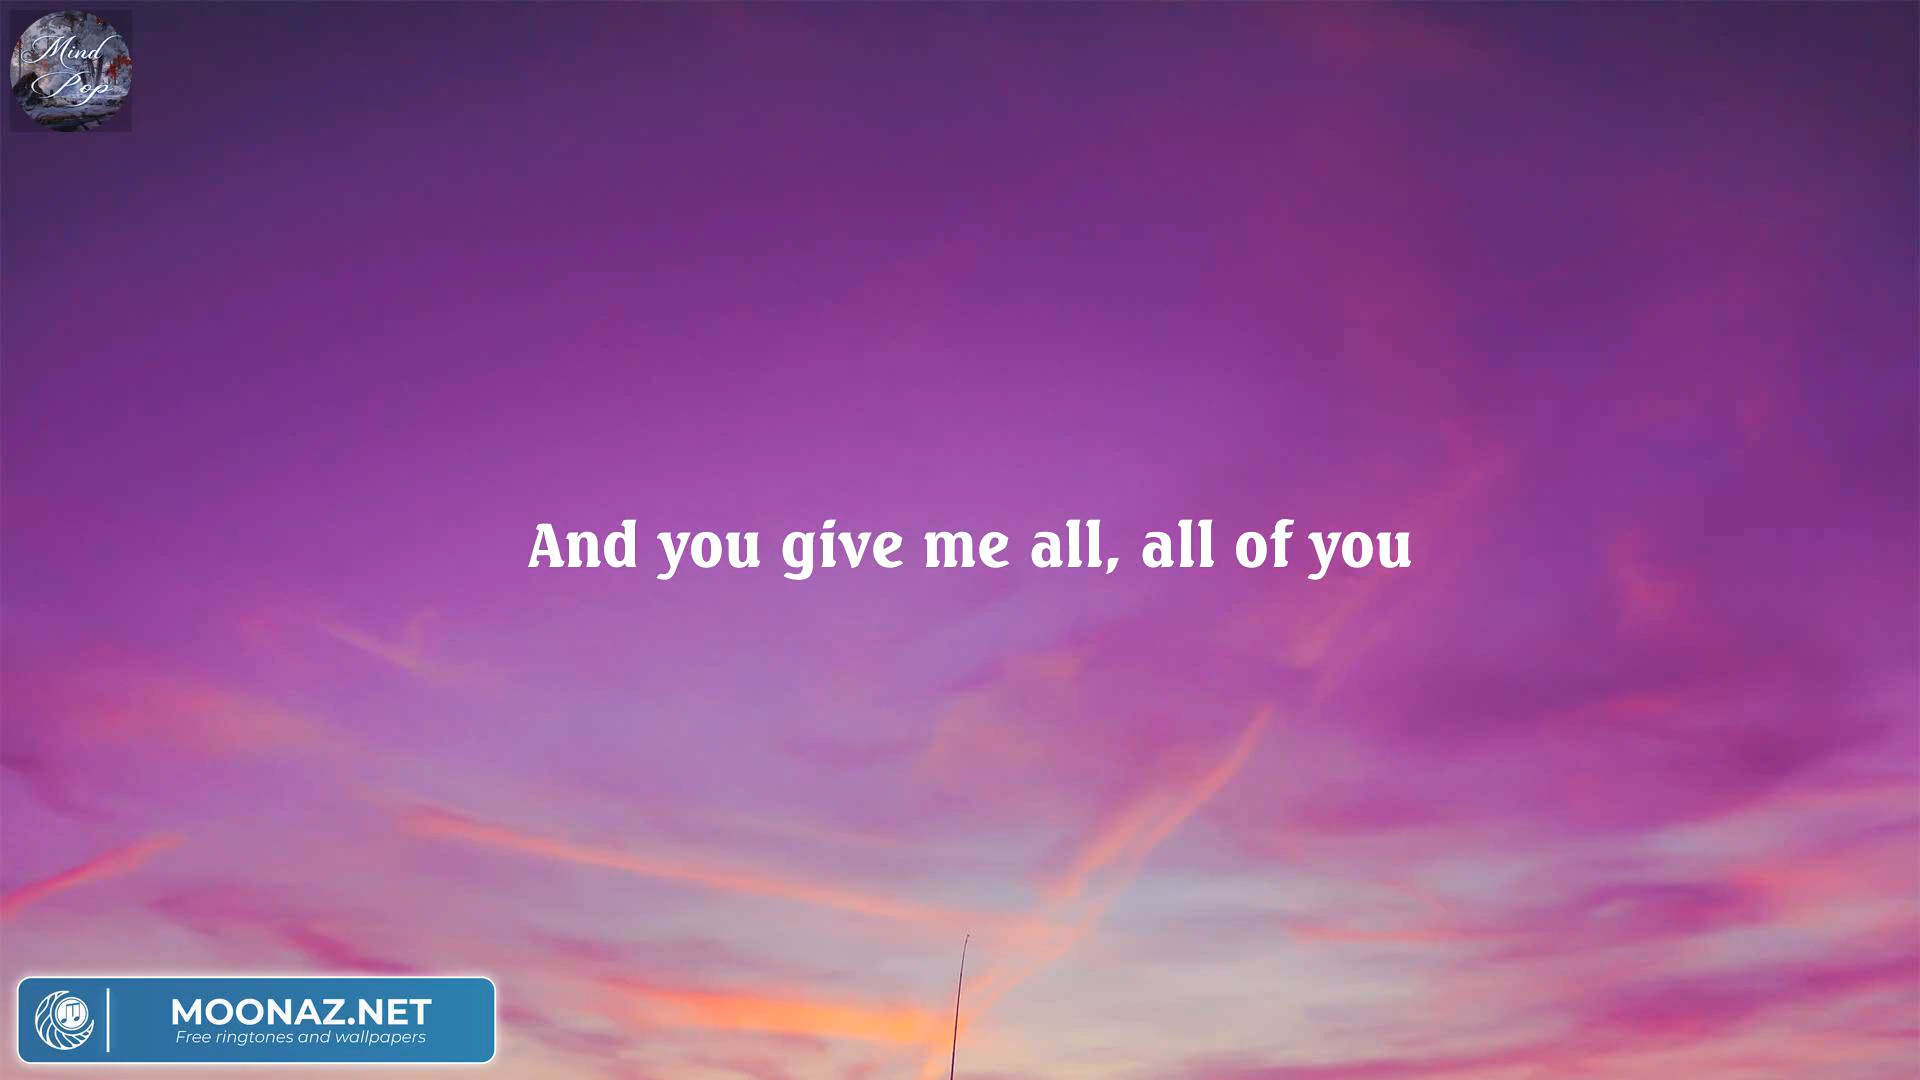 Mind
Pop
And you give me all, all of you
MOONAZ.NET
Free ringtones and wallpapers